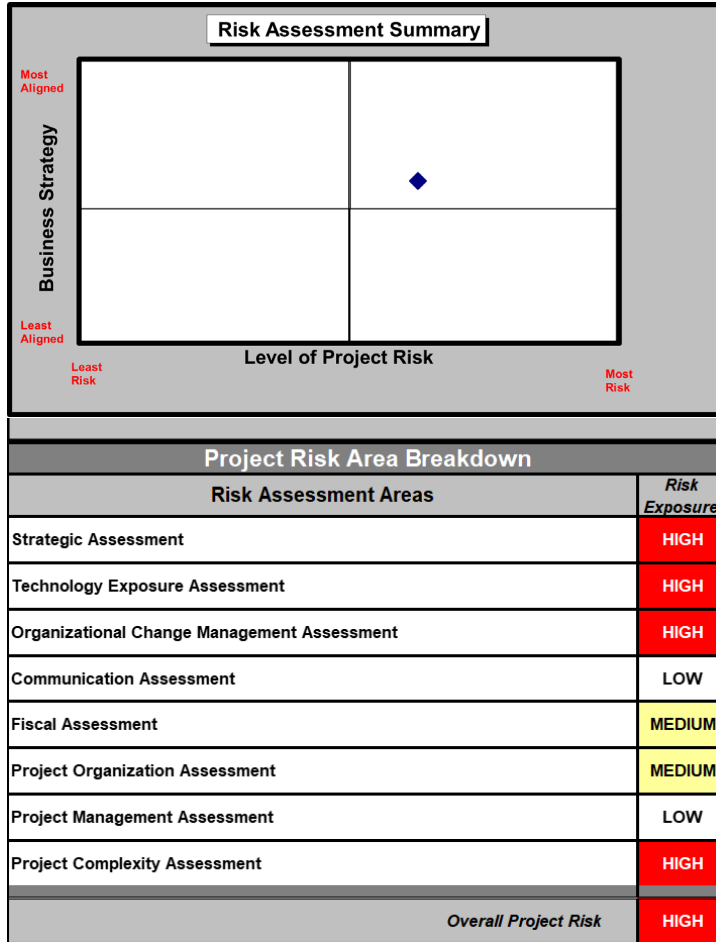 Risk Assessment Summary
Most
Aligned
Business Strategy
Least
Aligned
Level of Project Risk
Least
Risk
Most
Risk
Project Risk Area Breakdown
Risk Assessment Areas
Risk
Exposure
Strategic Assessment HIGH
Technology Exposure Assessment HIGH
Organizational Change Management Assessment HIGH
Communication Assessment LOW
Fiscal Assessment MEDIUM
Project Organization Assessment MEDIUM
Project Management Assessment LOW
Project Complexity Assessment HIGH
Overall Project Risk HIGH